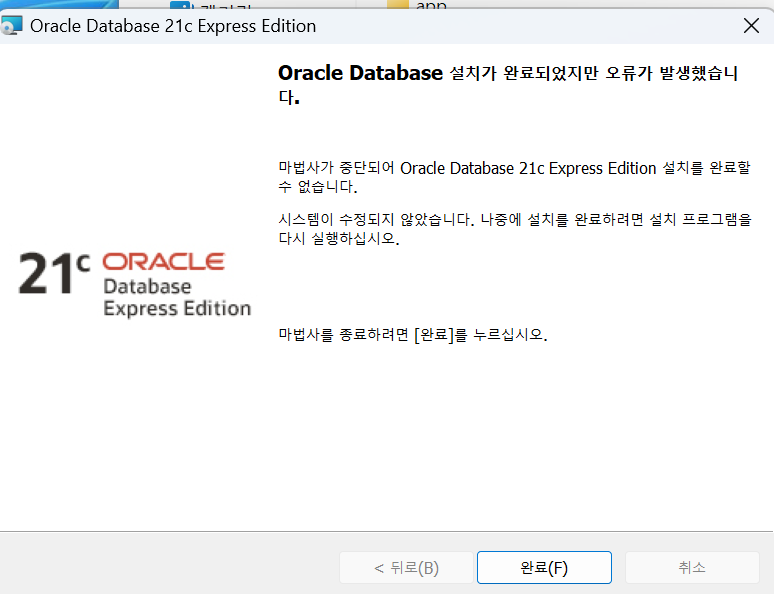 app
Oracle Database 21c Express Edition
Oracle Database 설치가 완료되었지만 오류가 발생했습니
다.
마법사가 중단되어 Oracle Database 21c Express Edition 설치를 완료할
수 없습니다.
시스템이 수정되지 않았습니다. 나중에 설치를 완료하려면 설치 프로그램을
다시 실행하십시오.
21c ORACLE
Database
Express Edition
마법사를 종료하려면 [완료]를 누르십시오.
< 뒤로(B) 완료(F) 취소